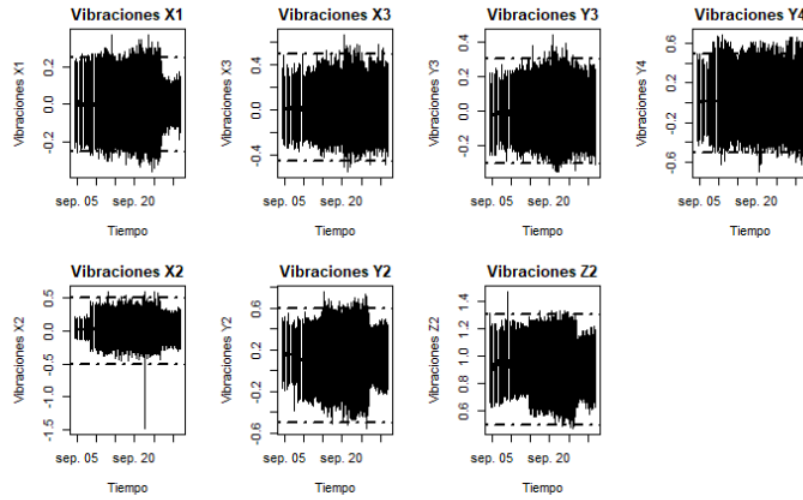 Vibraciones X1
Vibraciones X1
0.2
0.0
-0.2
sep. 05 sep. 20
Tiempo
Vibraciones X3
Vibraciones X3
0.4
0.0
-0.4
sep. 05 sep. 20
Tiempo
Vibraciones Y3
Vibraciones Y3
0.4
0.2
0.0
-0.2
sep. 05 sep. 20
Tiempo
Vibraciones Y4
Vibraciones Y4
0.6
0.2
-0.2
-0.6
sep. 05 sep. 20
Tiempo
Vibraciones X2
Vibraciones X2
0.5
0.0
-0.5
-1.0
-1.5
sep. 05 sep. 20
Tiempo
Vibraciones Y2
Vibraciones Y2
0.6
0.2
-0.2
-0.6
sep. 05 sep. 20
Tiempo
Vibraciones Z2
Vibraciones Z2
1.4
1.2
1.0
0.8
0.6
sep. 05 sep. 20
Tiempo